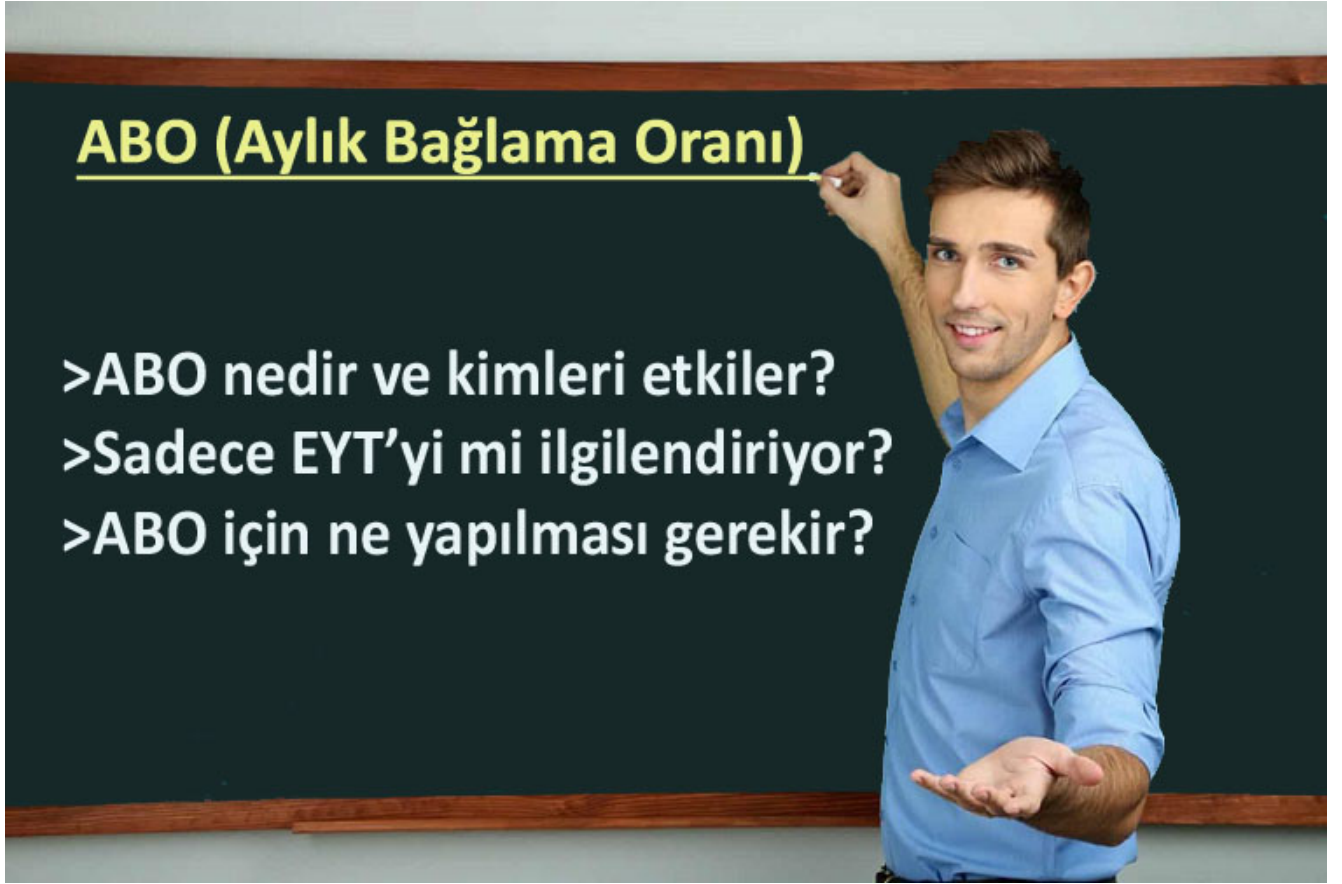 ABO (Aylık Bağlama Oranı)
>ABO nedir ve kimleri etkiler?
>Sadece EYT’yi mi ilgilendiriyor?
>ABO için ne yapılması gerekir?